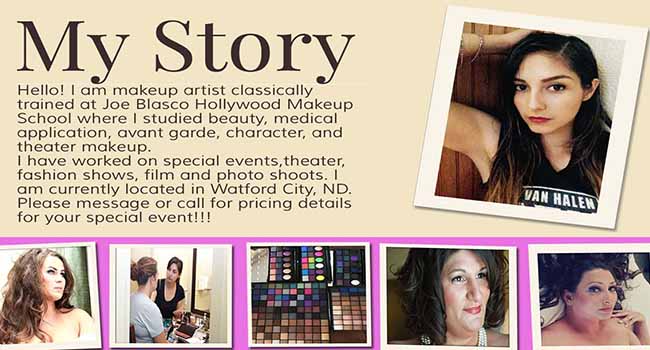 My Story
Hello! I am makeup artist classically
trained at Joe Blasco Hollywood Makeup
School where I studied beauty, medical
application, avant garde, character, and
theater makeup.
I have worked on special events,theater,
fashion shows, film and photo shoots. I
am currently located in Watford City, ND.
Please message or call for pricing details
for your special event!!!
VAN HALEN